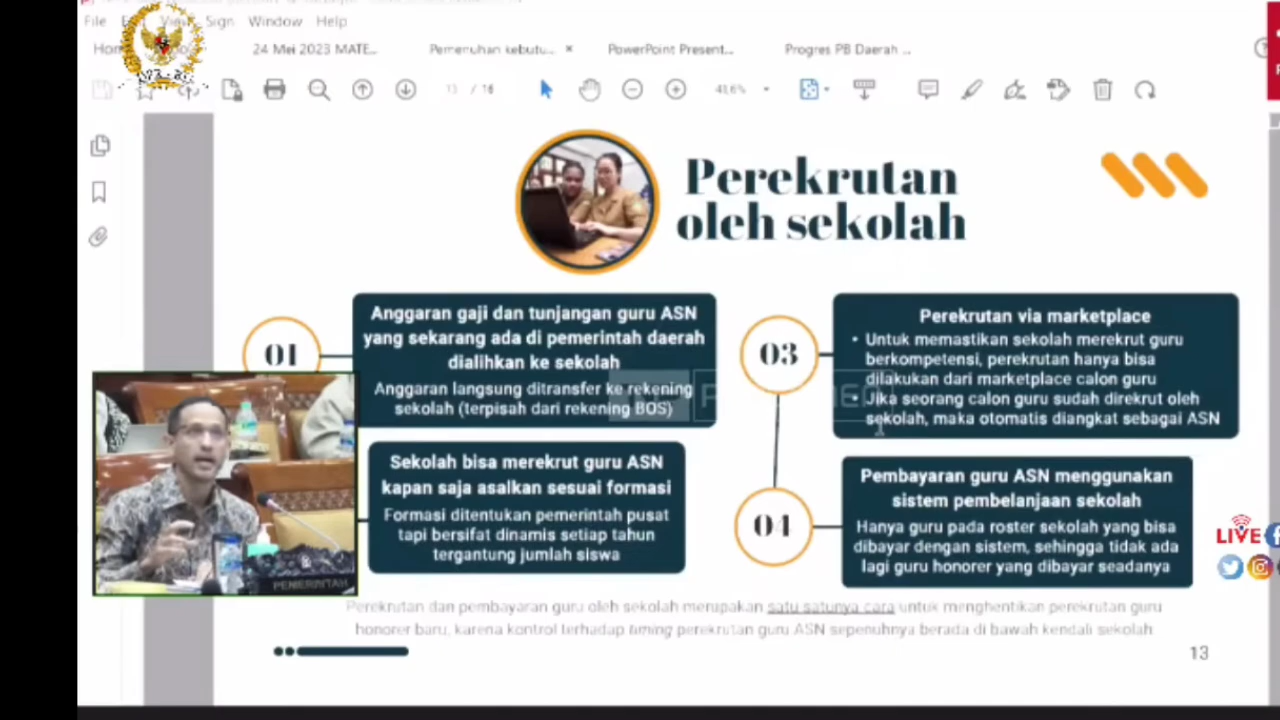 File
View
Sign
Window
Help
24 Mei 2023 MATE...
Pemenuhan kebutu...
PowerPoint Present...
Progres PB Daerah ...
13 / 16
41,6%
Perekrutan
oleh sekolah
01
Anggaran gaji dan tunjangan guru ASN
yang sekarang ada di pemerintah daerah
dialihkan ke sekolah
Anggaran langsung ditransfer ke rekening
sekolah (terpisah dari rekening BOS)
Sekolah bisa merekrut guru ASN
kapan saja asalkan sesuai formasi
Formasi ditentukan pemerintah pusat
tapi bersifat dinamis setiap tahun
tergantung jumlah siswa
03
Perekrutan via marketplace
• Untuk memastikan sekolah merekrut guru
berkompetensi, perekrutan hanya bisa
dilakukan dari marketplace calon guru
• Jika seorang calon guru sudah direkrut oleh
sekolah, maka otomatis diangkat sebagai ASN
04
Pembayaran guru ASN menggunakan
sistem pembelanjaan sekolah
Hanya guru pada roster sekolah yang bisa
dibayar dengan sistem, sehingga tidak ada
lagi guru honorer yang dibayar seadanya
PEMERINTAH
LIVE
Perekrutan dan pembayaran guru oleh sekolah merupakan satu satunya cara untuk menghentikan perekrutan guru
honorer baru, karena kontrol terhadap timing perekrutan guru ASN sepenuhnya berada di bawah kendali sekolah
13